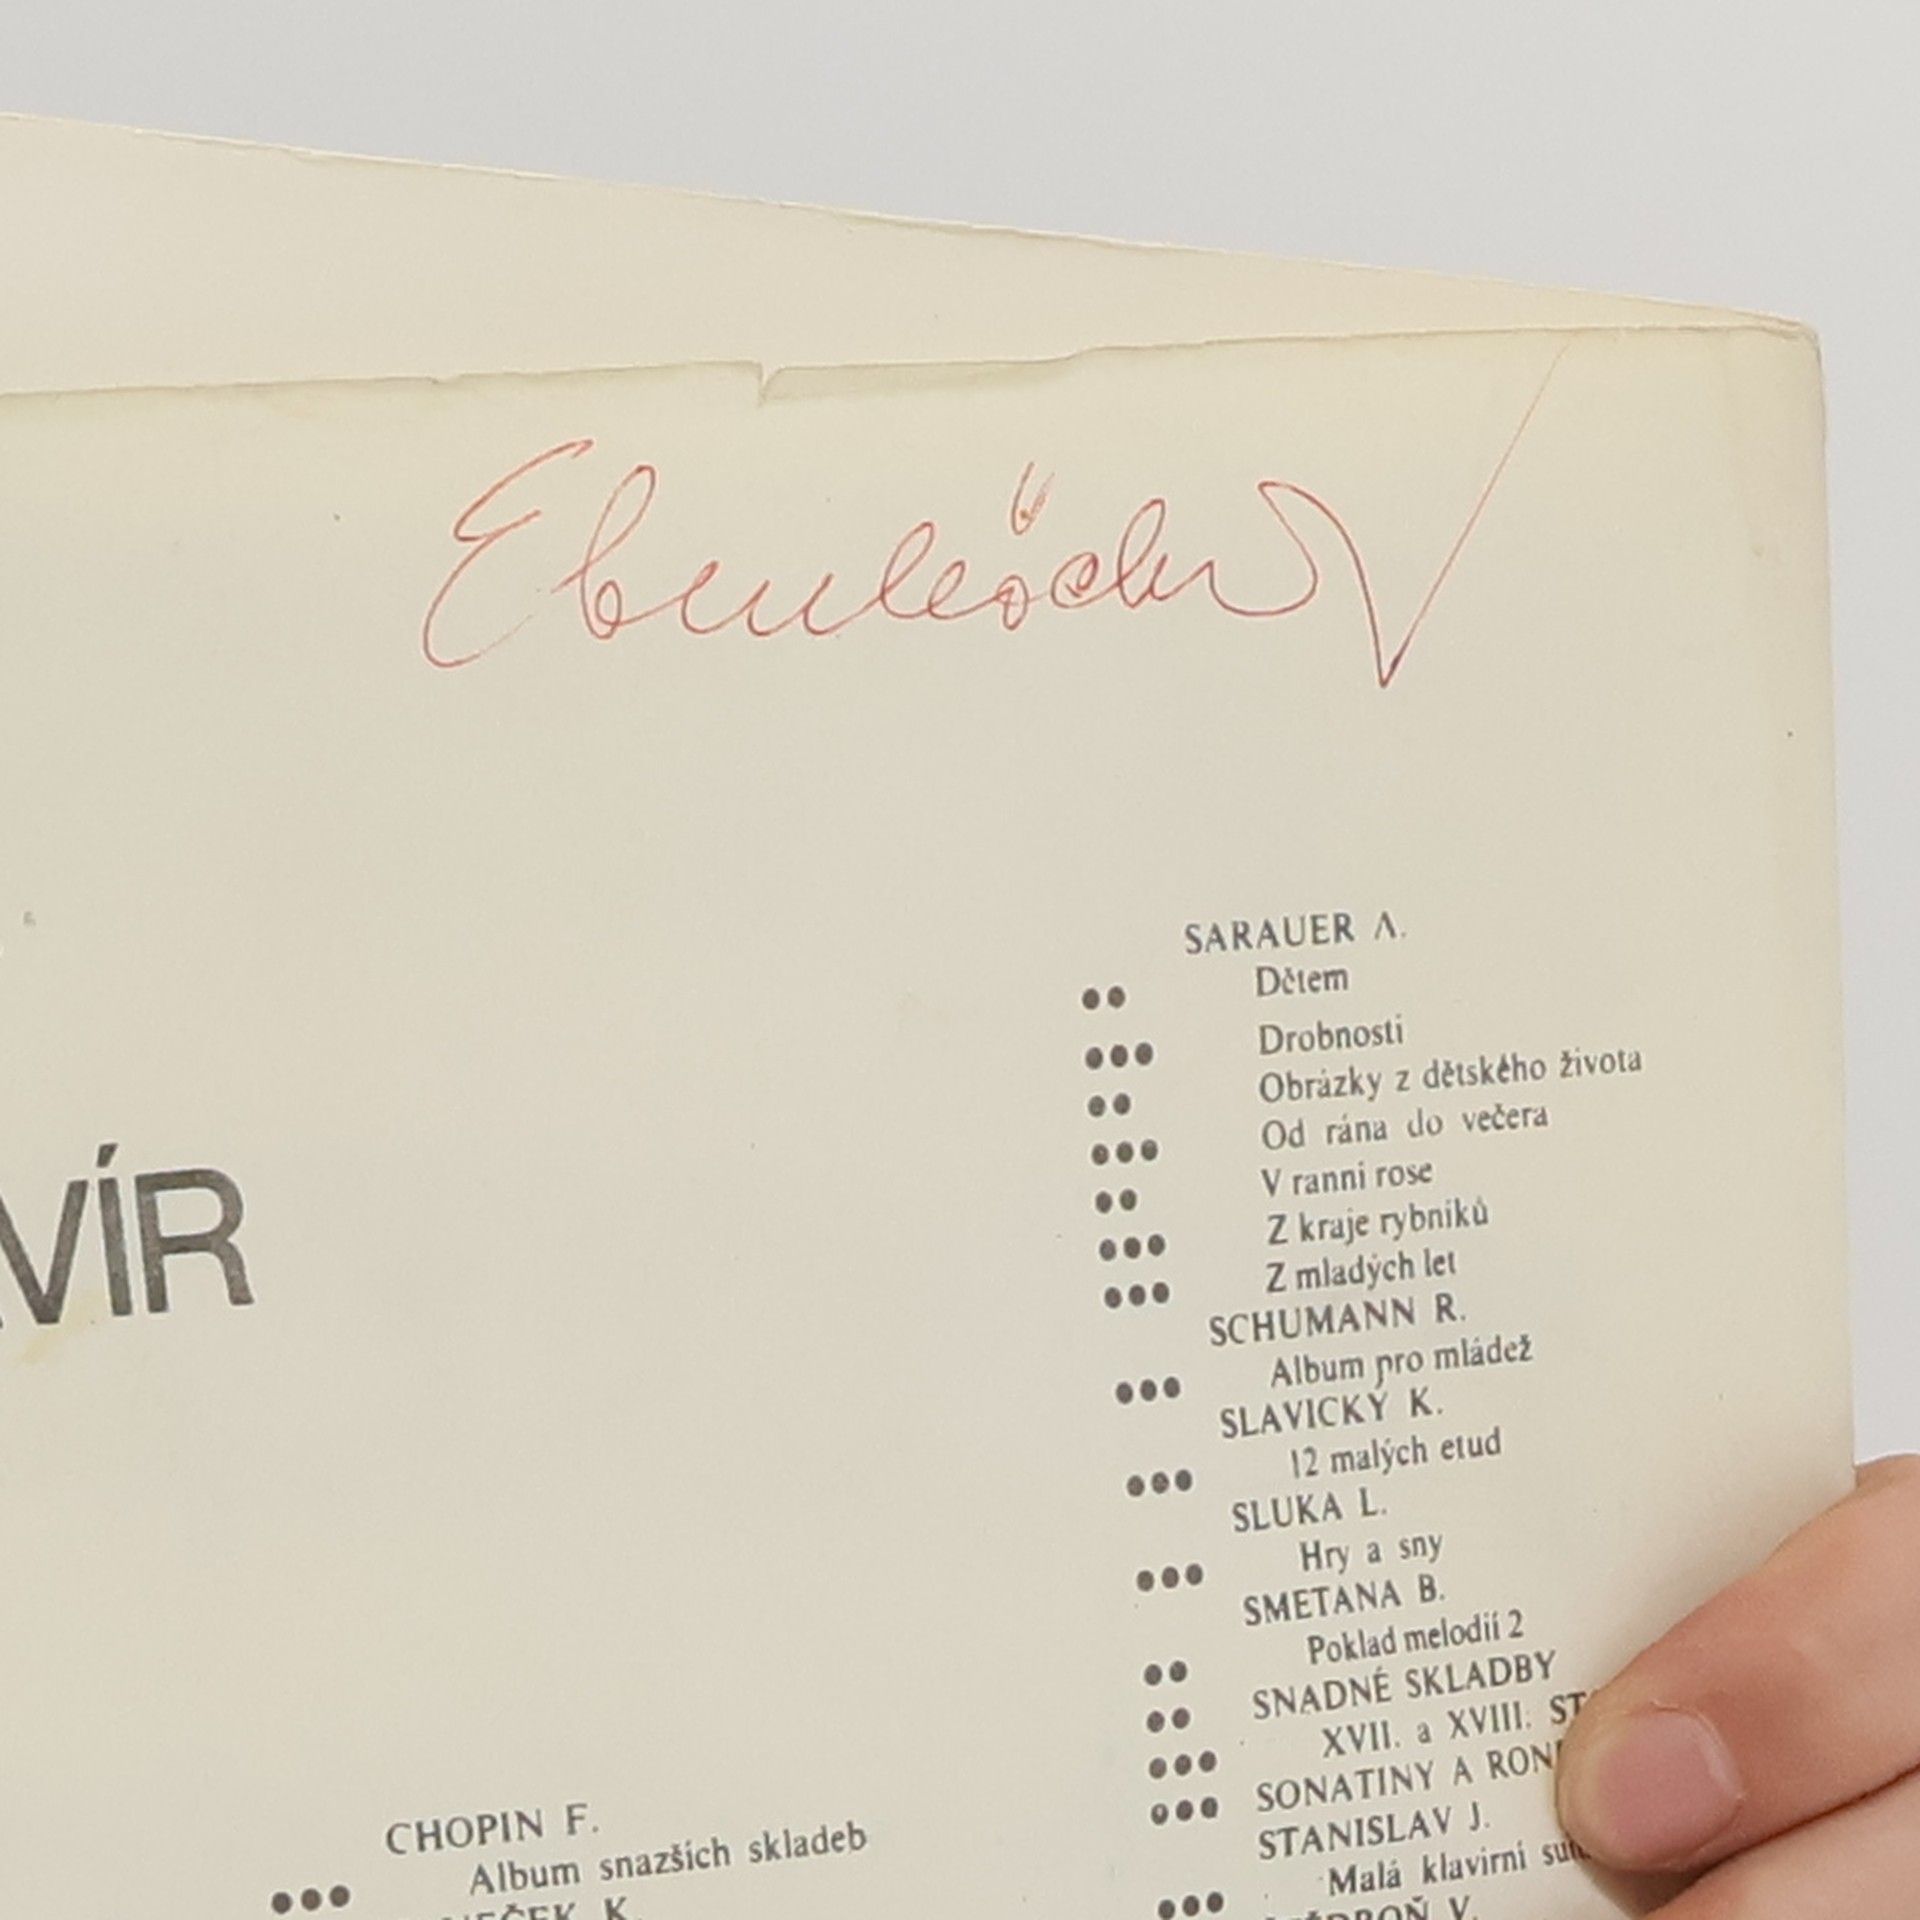 VÍR
CHOPIN F.
Album snazších skladeb
K.
SARAUER A.
Dětem
Drobnosti
Obrázky z dětského života
Od rána do večera
V ranní rose
Z kraje rybníků
Z mladých let
SCHUMANN R.
Album pro mládež
SLAVICKÝ K.
12 malých etud
SLUKA L.
Hry a sny
SMETANA B.
Poklad melodií 2
SNADNÉ SKLADBY
XVII. a XVIII.
SONATINY A
STANISLAV J.
Malá klavírní
V.